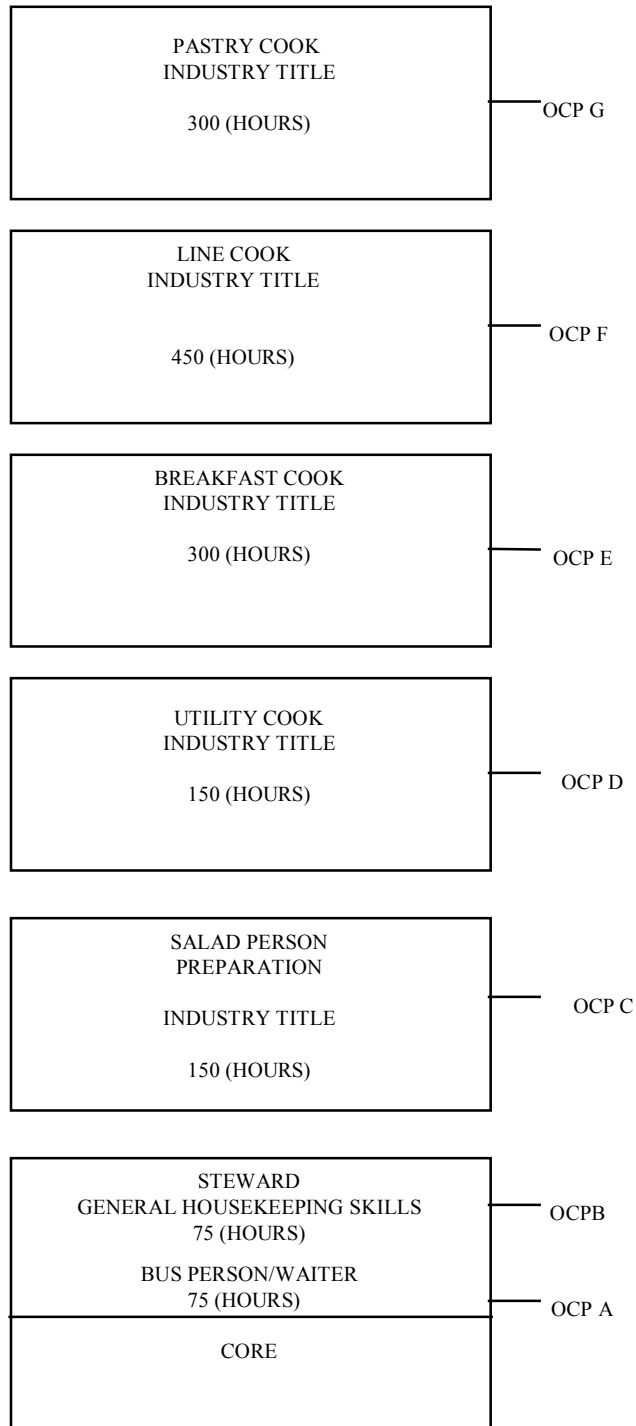 PASTRY COOK
INDUSTRY TITLE
300 (HOURS)
OCP G
LINE COOK
INDUSTRY TITLE
450 (HOURS)
OCP F
BREAKFAST COOK
INDUSTRY TITLE
300 (HOURS)
OCP E
UTILITY COOK
INDUSTRY TITLE
150 (HOURS)
OCP D
SALAD PERSON
PREPARATION
INDUSTRY TITLE
150 (HOURS)
OCP C
STEWARD
GENERAL HOUSEKEEPING SKILLS
75 (HOURS)
OCPB
BUS PERSON/WAITER
75 (HOURS)
OCP A
CORE